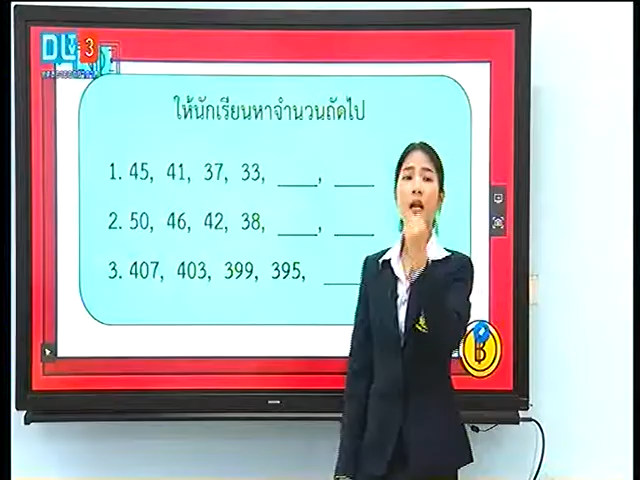 DLTV 3
ให้นักเรียนหาจำนวนถัดไป
1. 45, 41, 37, 33, ____, ____
2. 50, 46, 42, 38, ____, ____
3. 407, 403, 399, 395, ____
฿